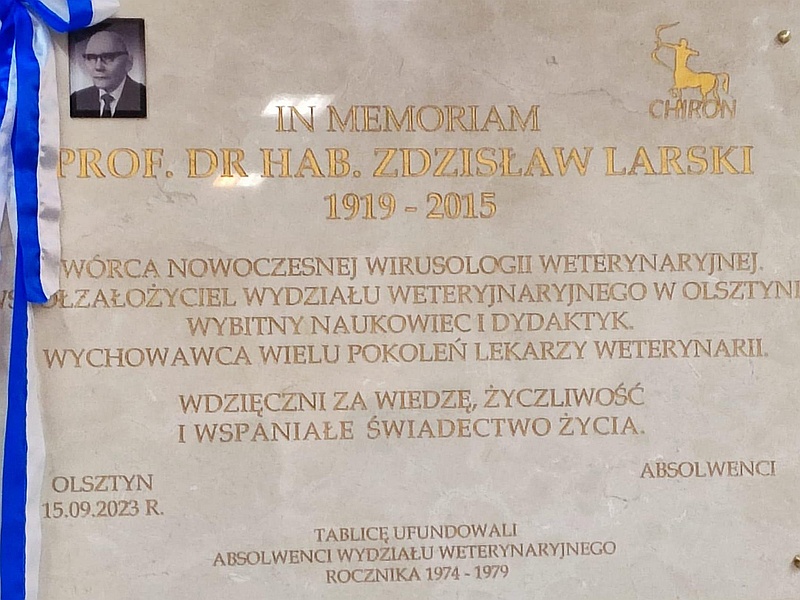 CHIRON
IN MEMORIAM
PROF. DR HAB. ZDZISŁAW LARSKI
1919 - 2015
WÓRCA NOWOCZESNEJ WIRUSOLOGII WETERYNARYJNEJ.
WSPÓŁZAŁOŻYCIEL WYDZIAŁU WETERYJNARYJNEGO W OLSZTYNI
WYBITNY NAUKOWIEC I DYDAKTYK.
WYCHOWAWCA WIELU POKOLEŃ LEKARZY WETERYNARII.
WDZIĘCZNI ZA WIEDZĘ, ŻYCZLIWOŚĆ
I WSPANIAŁE ŚWIADECTWO ŻYCIA.
ABSOLWENCI
OLSZTYN
15.09.2023 R.
TABLICĘ UFUNDOWALI
ABSOLWENCI WYDZIAŁU WETERYNARYJNEGO
ROCZNIKA 1974 - 1979